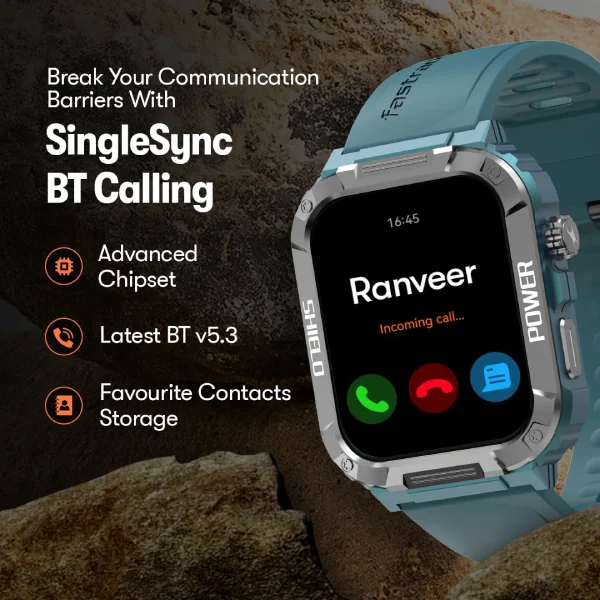 Break Your Communication
Barriers With
SingleSync
BT Calling
Advanced
Chipset
Latest BT v5.3
Favourite Contacts
Storage
16:45
Ranveer
Incoming call...
SHIELD
POWER